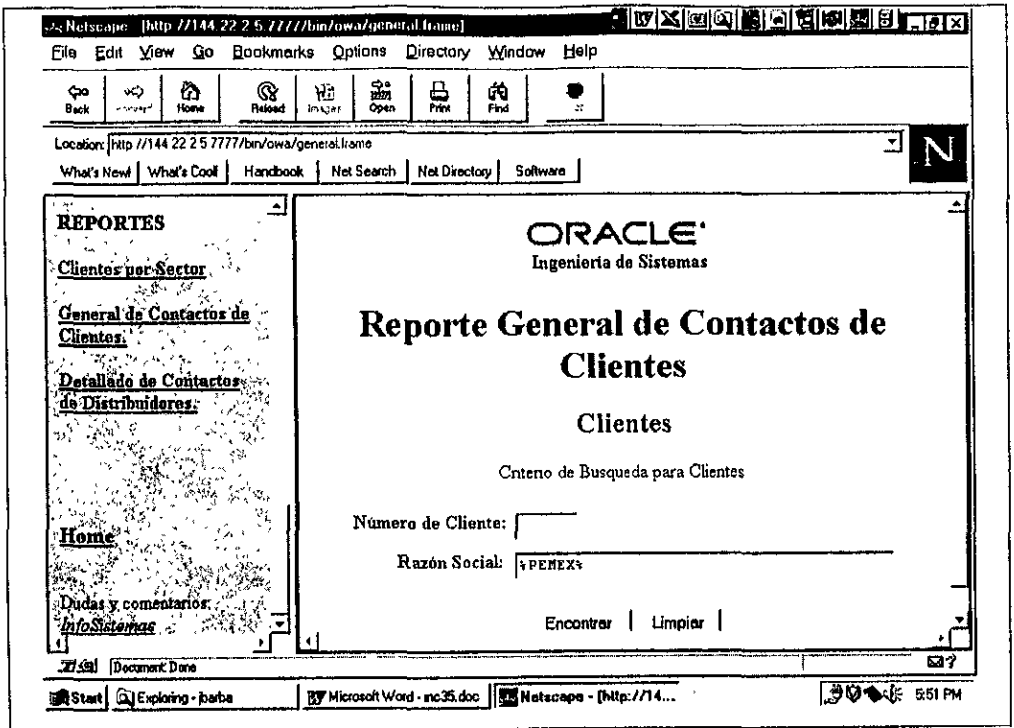 Netscape - [http //144.22 2 5.7777/bin/owa/general.frame]
File Edit View Go Bookmarks Options Directory Window Help
Back Home Reload Images Open Print Find
Location: http //144 22 2 5 7777/bin/owa/general.frame
What's New! What's Cool! Handbook Net Search Net Directory Software
REPORTES
Clientes por Sector
General de Contactos de
Clientes.
Detallado de Contactos
de Distribuidores.
Home
Dudas y comentarios:
InfoSistemas
ORACLE
Ingenieria de Sistemas
Reporte General de Contactos de
Clientes
Clientes
Criterio de Busqueda para Clientes
Número de Cliente:
Razón Social: %PEMEX%
Encontrar Limpiar
Document Done
Start Exploring - jbarba Microsoft Word - inc35.doc Netscape - [http://14... 5:51 PM